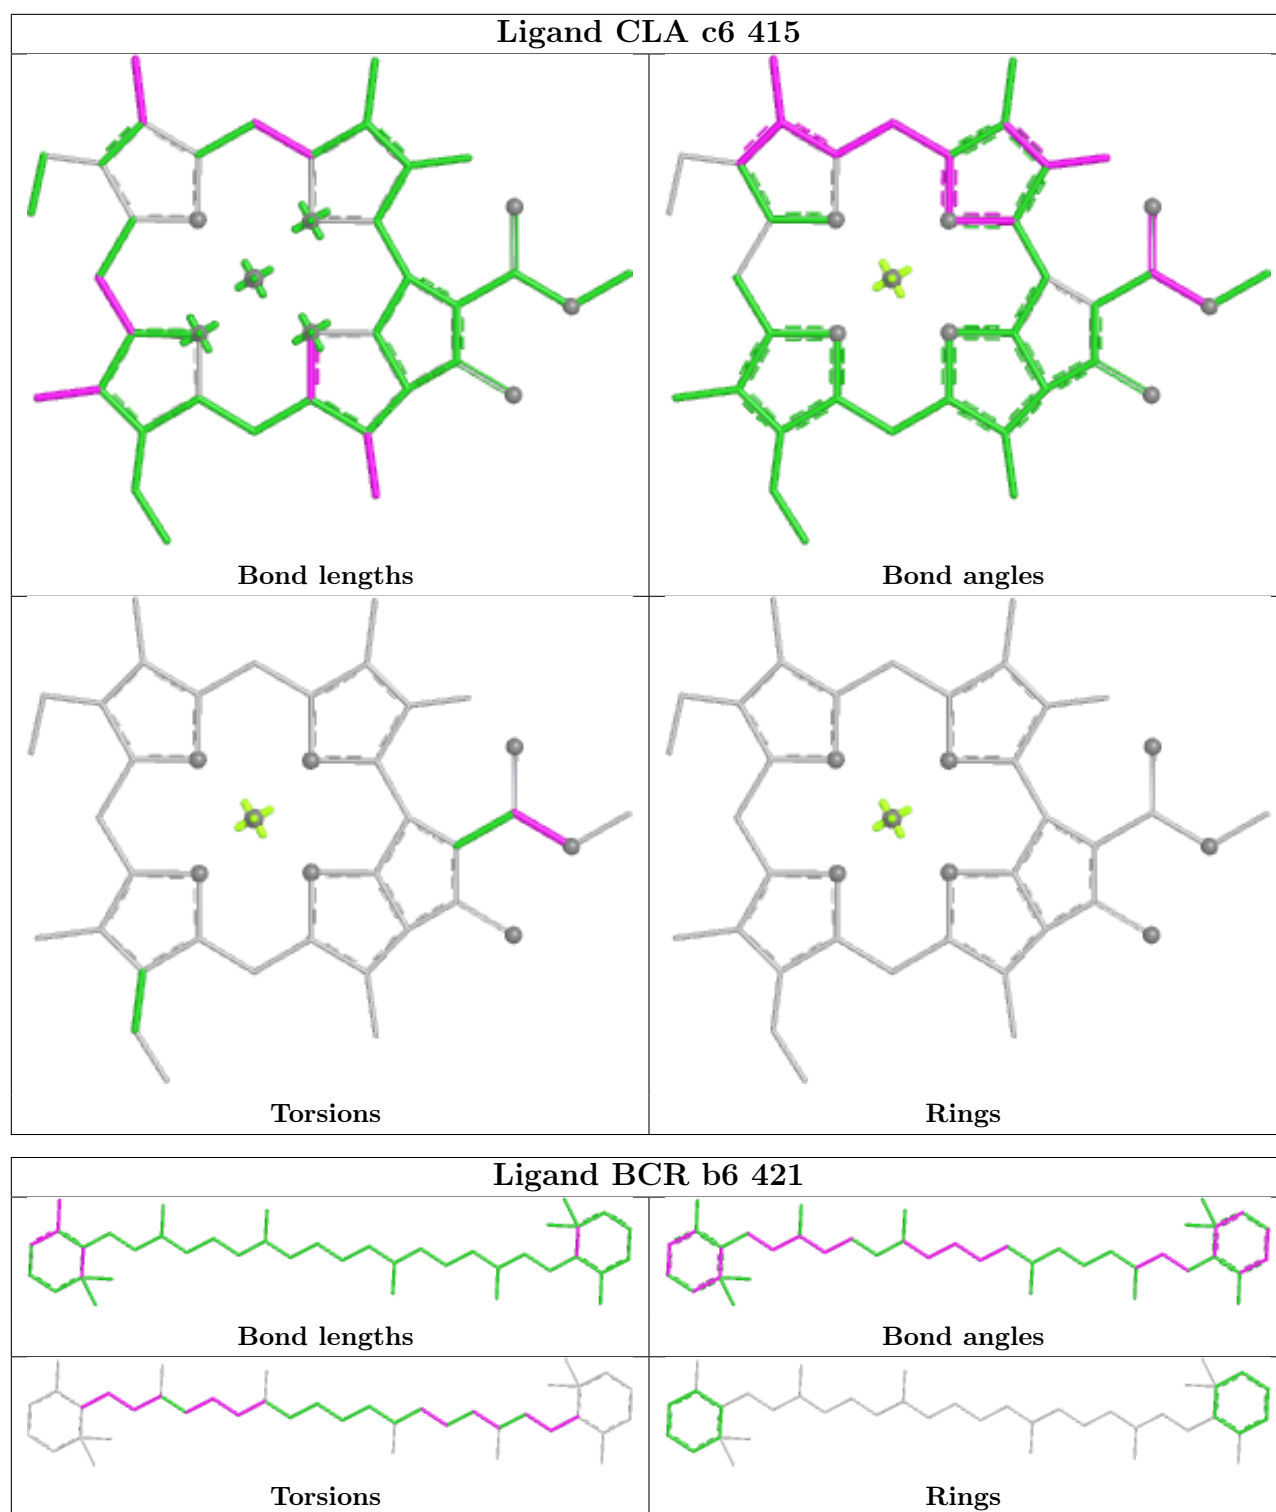 Ligand CLA c6 415
Bond lengths
Bond angles
Torsions
Rings
Ligand BCR b6 421
Bond lengths
Bond angles
Torsions
Rings